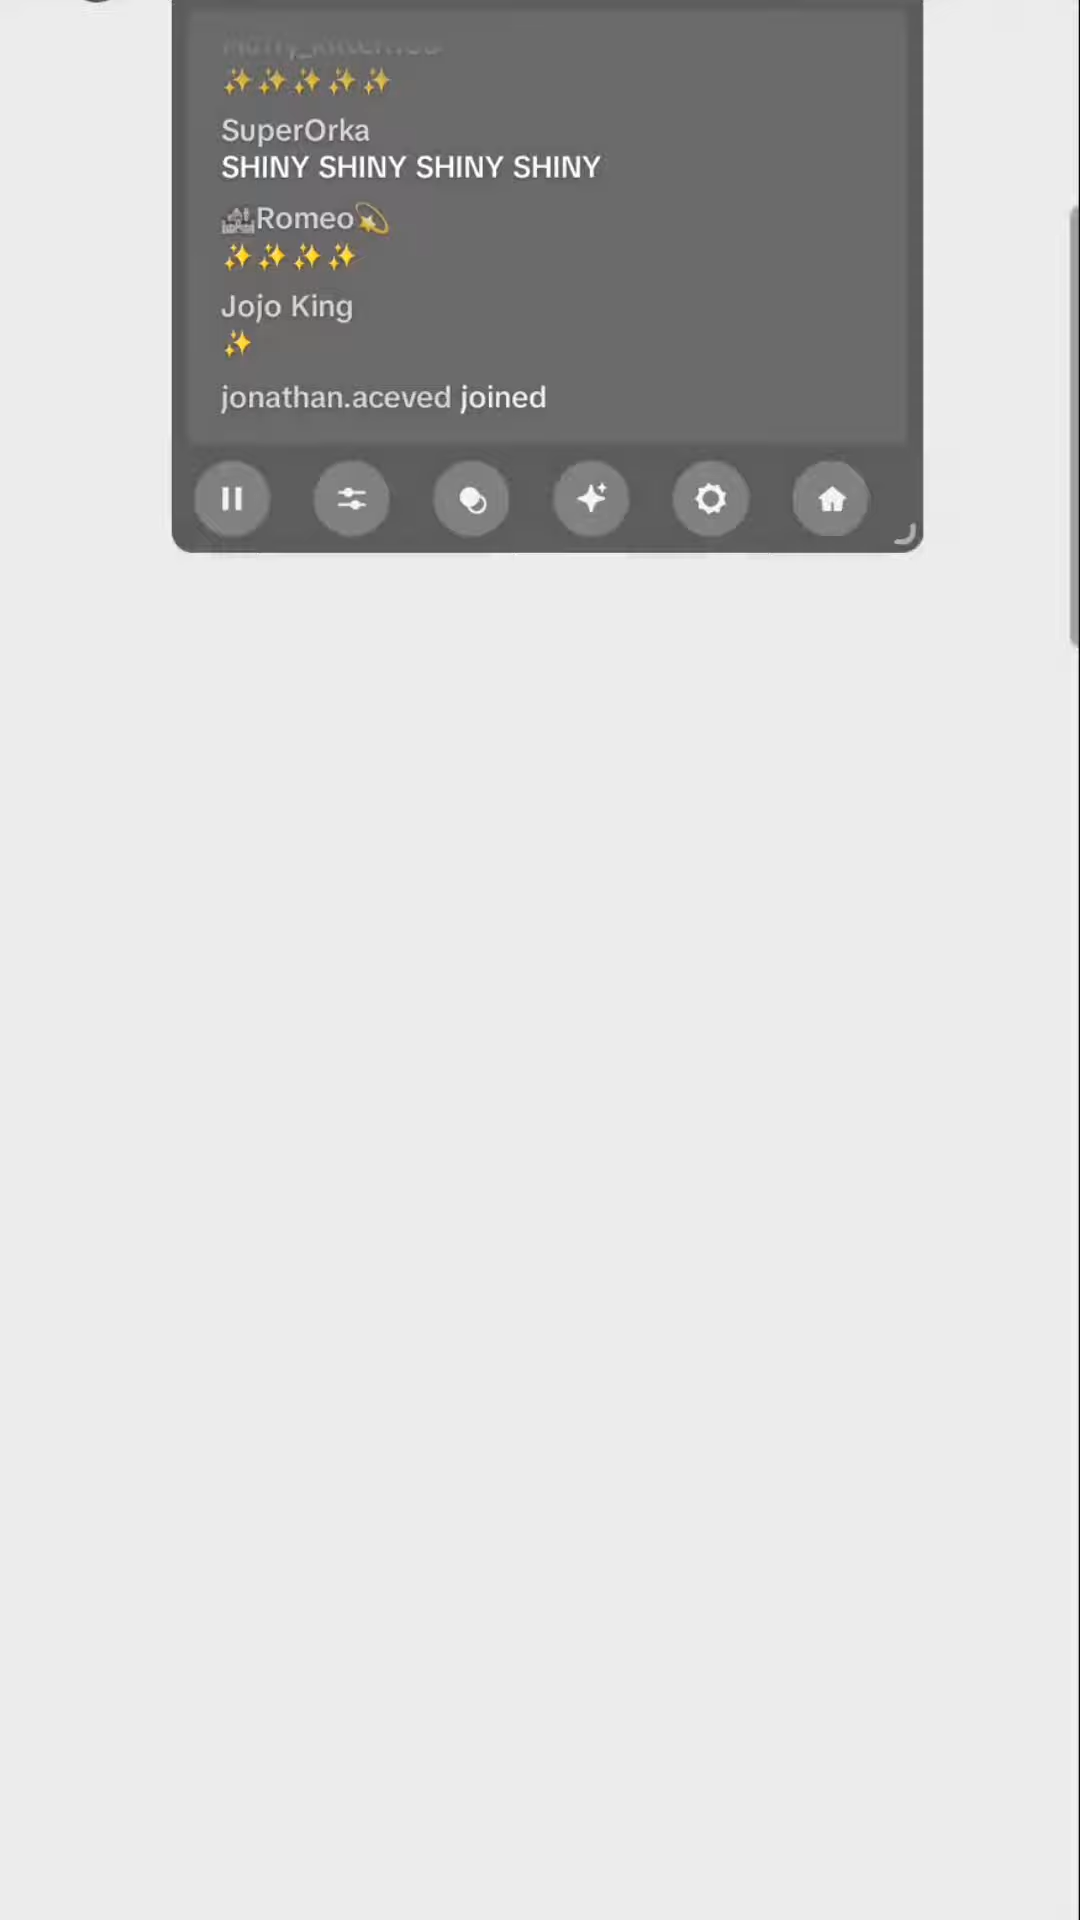 ✨✨✨✨✨
SuperOrka
SHINY SHINY SHINY SHINY
🏰Romeo💫
✨✨✨✨
Jojo King
✨
jonathan.aceved joined